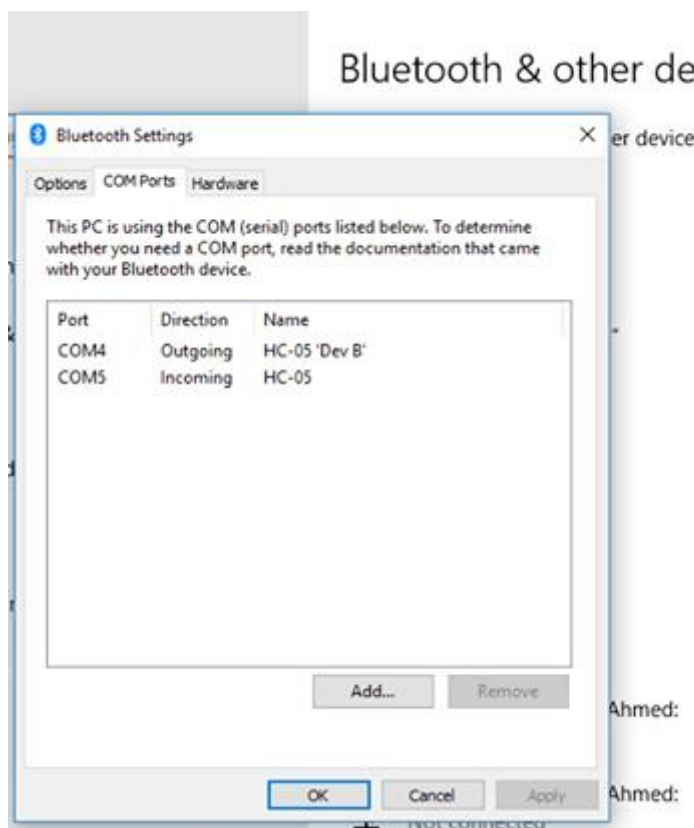 Bluetooth & other de
Bluetooth Settings
er device
Options COM Ports Hardware
This PC is using the COM (serial) ports listed below. To determine
whether you need a COM port, read the documentation that came
with your Bluetooth device.
Port Direction Name
COM4 Outgoing HC-05 'Dev B'
COM5 Incoming HC-05
Add... Remove
Ahmed:
OK Cancel Apply
Ahmed:
Not connected